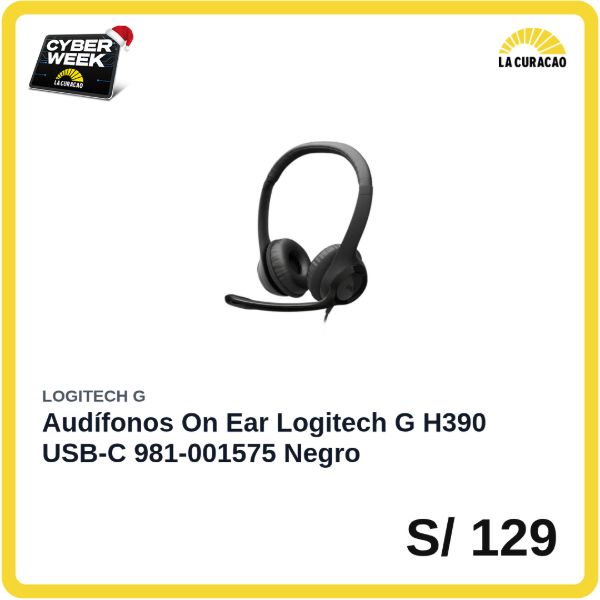 CYBER
WEEK
LA CURACAO
LA CURACAO
LOGITECH G
Audífonos On Ear Logitech G H390
USB-C 981-001575 Negro
S/ 129